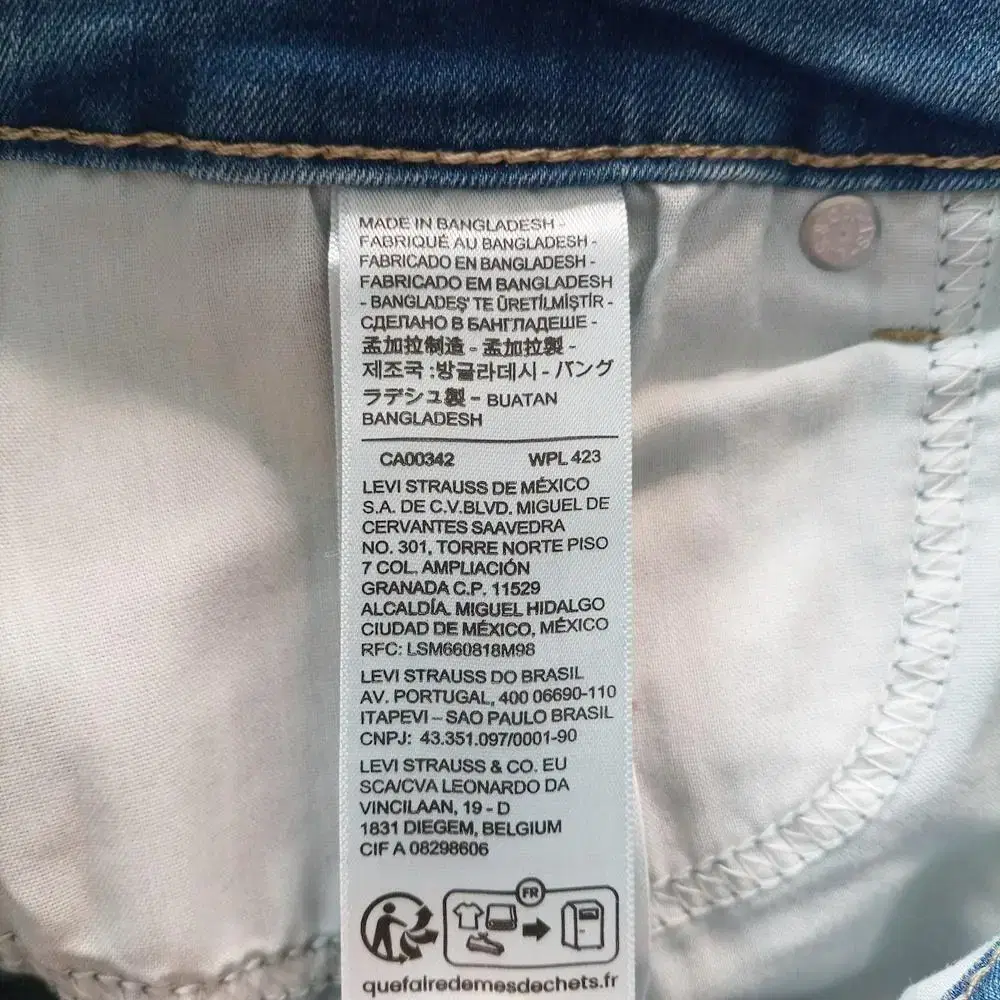 MADE IN BANGLADESH -
FABRIQUÉ AU BANGLADESH -
FABRICADO EN BANGLADESH -
FABRICADO EM BANGLADESH
- BANGLADEŞ' TE ÜRETİLMİŞTİR -
СДЕЛАНО В БАНГЛАДЕШЕ -
孟加拉制造 - 孟加拉製 -
제조국 :방글라데시 - バング
ラデシュ製 - BUATAN
BANGLADESH
CA00342 WPL 423
LEVI STRAUSS DE MÉXICO
S.A. DE C.V.BLVD. MIGUEL DE
CERVANTES SAAVEDRA
NO. 301, TORRE NORTE PISO
7 COL. AMPLIACIÓN
GRANADA C.P. 11529
ALCALDÍA. MIGUEL HIDALGO
CIUDAD DE MÉXICO, MÉXICO
RFC: LSM660818M98
LEVI STRAUSS DO BRASIL
AV. PORTUGAL, 400 06690-110
ITAPEVI – SAO PAULO BRASIL
CNPJ: 43.351.097/0001-90
LEVI STRAUSS & CO. EU
SCA/CVA LEONARDO DA
VINCILAAN, 19 - D
1831 DIEGEM, BELGIUM
CIF A 08298606
FR
quefairedemesdechets.fr